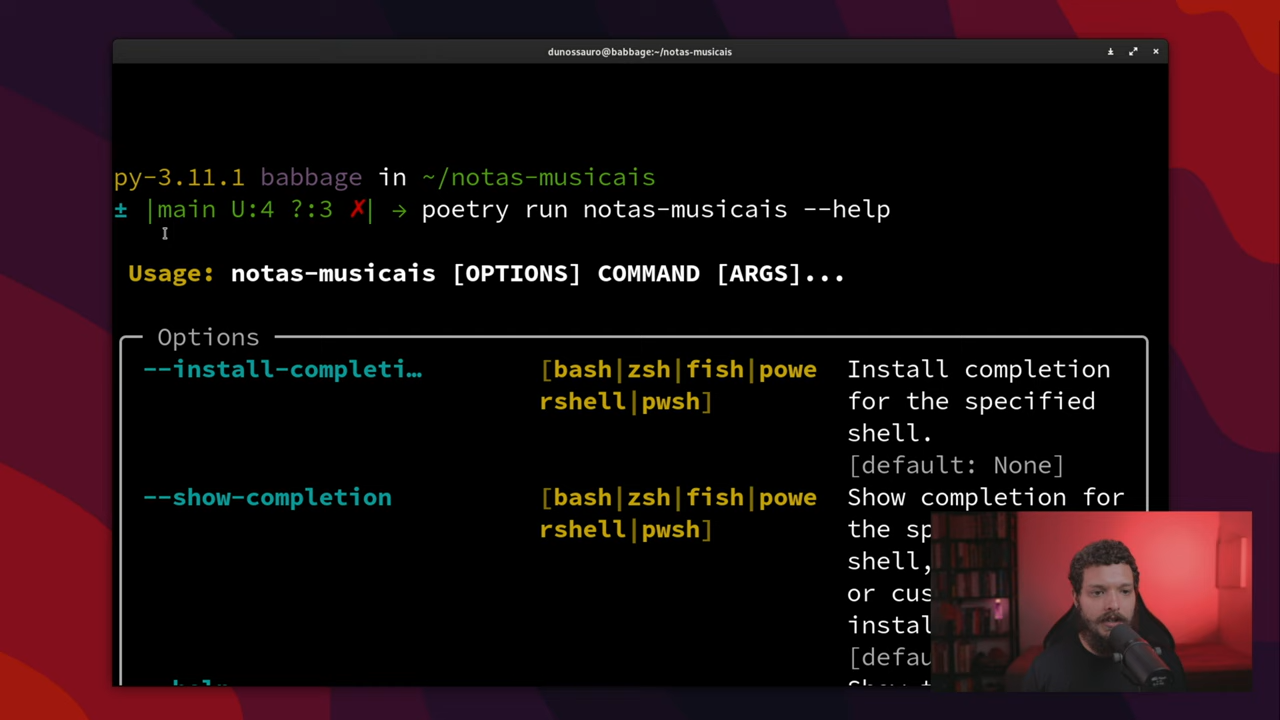 dunossauro@babbage:~/notas-musicais
py-3.11.1 babbage in ~/notas-musicais
± |main U:4 ?:3 ✗| → poetry run notas-musicais --help
Usage: notas-musicais [OPTIONS] COMMAND [ARGS]...
Options
--install-completi… [bash|zsh|fish|powe Install completion
rshell|pwsh] for the specified
shell.
[default: None]
--show-completion [bash|zsh|fish|powe Show completion for
rshell|pwsh] the sp
shell,
or cus
instal
[defau